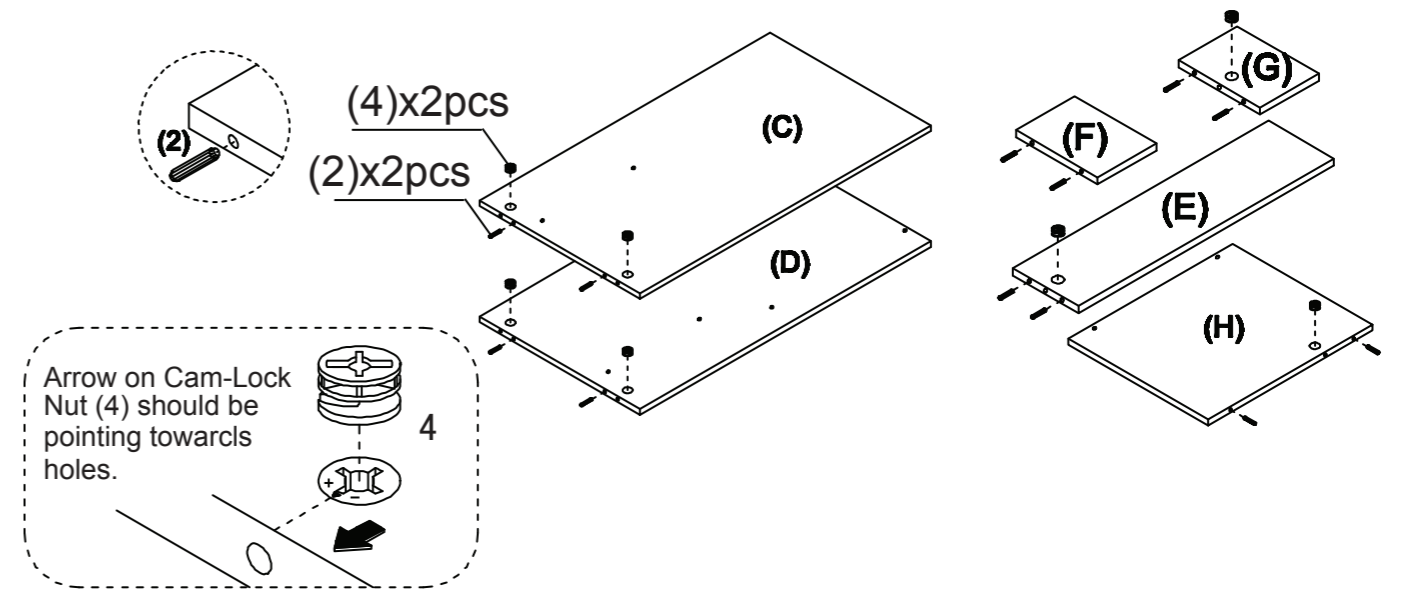 (2)
(4)x2pcs
(2)x2pcs
(C)
(D)
(G)
(F)
(E)
(H)
Arrow on Cam-Lock
Nut (4) should be
pointing towarcls
holes.
4
+
–